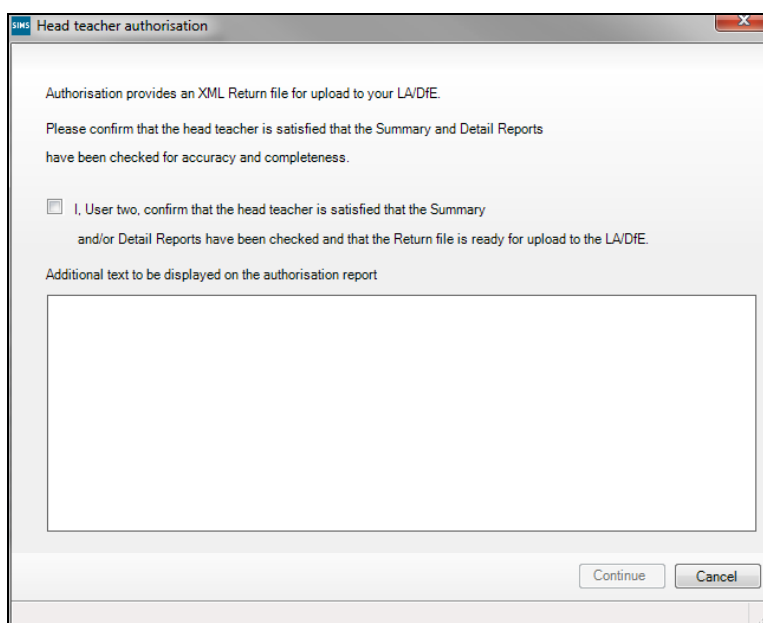 SIMS Head teacher authorisation
Authorisation provides an XML Return file for upload to your LA/DfE.
Please confirm that the head teacher is satisfied that the Summary and Detail Reports
have been checked for accuracy and completeness.
I, User two, confirm that the head teacher is satisfied that the Summary
and/or Detail Reports have been checked and that the Return file is ready for upload to the LA/DfE.
Additional text to be displayed on the authorisation report
Continue Cancel